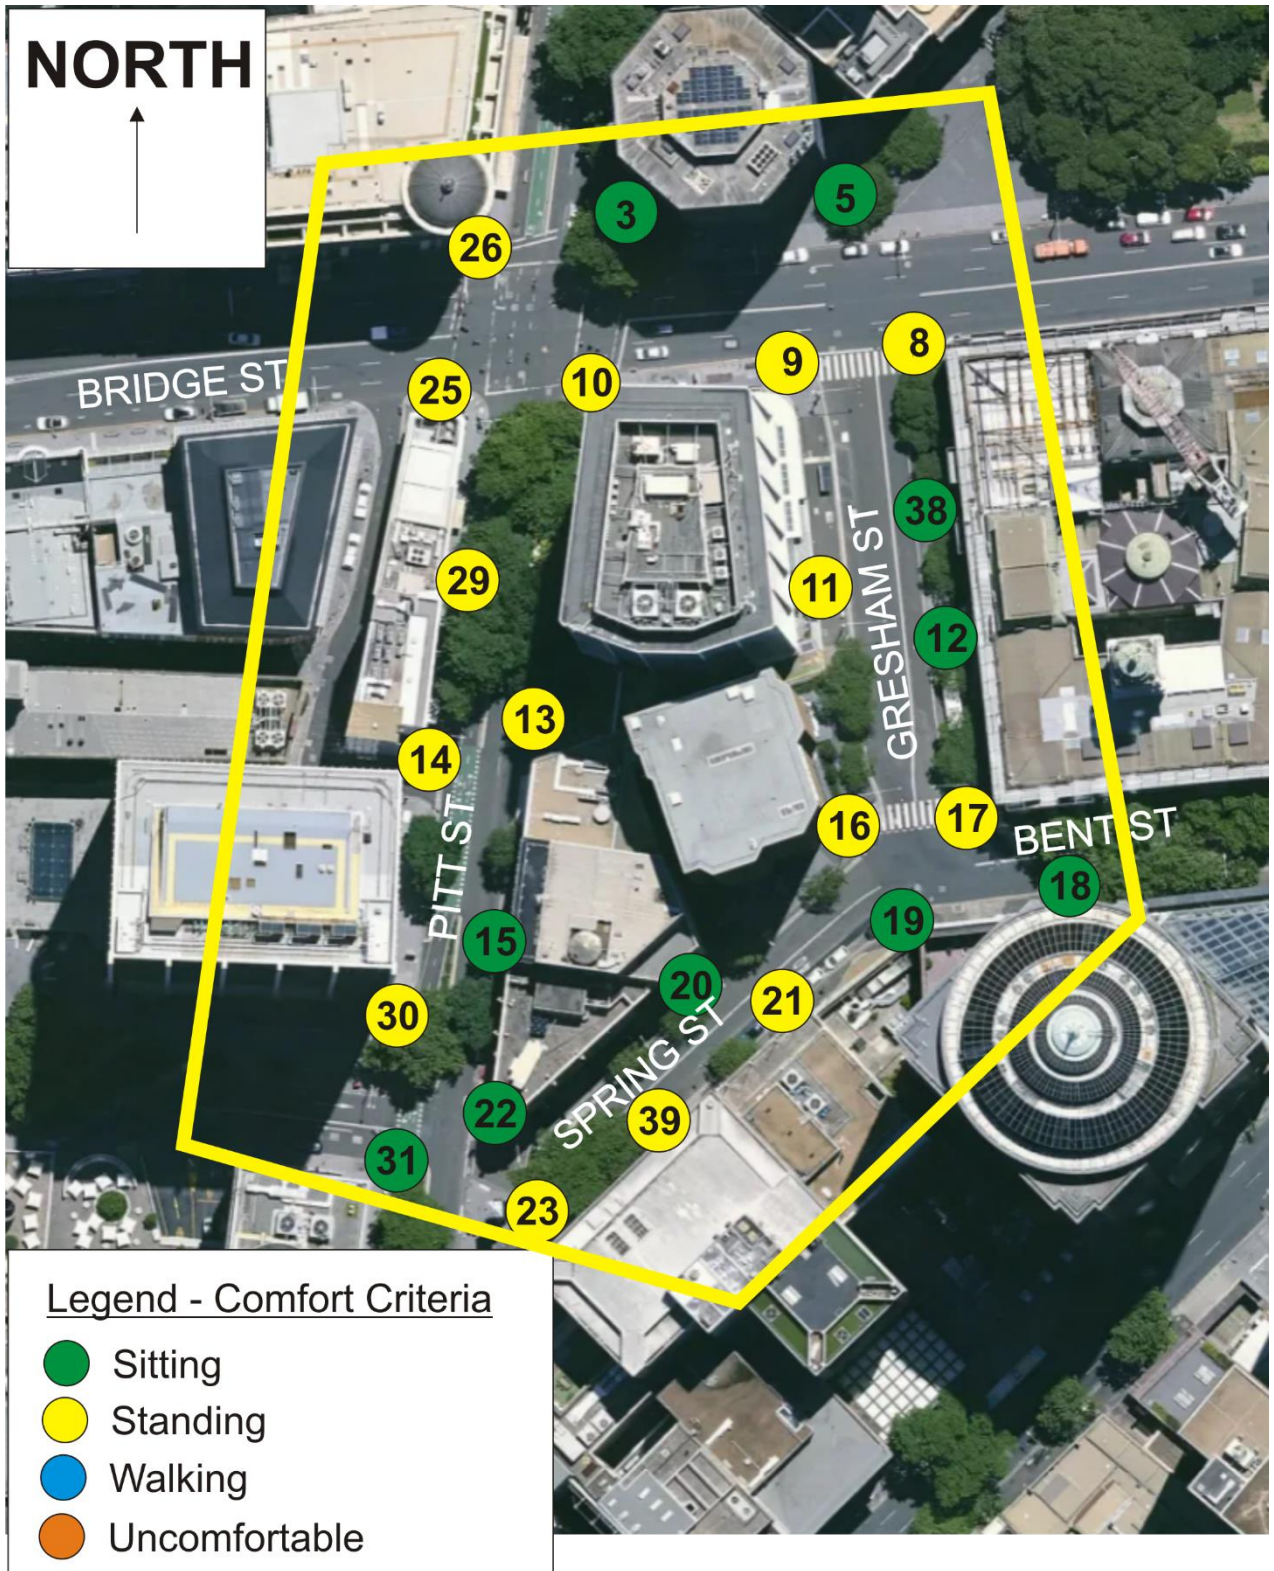 NORTH
3
5
26
8
9
10
25
BRIDGE ST
38
29
11
12
GRESHAM ST
13
14
16
17
BENT ST
PITT ST
18
19
15
20
21
30
SPRING ST
22
39
31
23
Legend - Comfort Criteria
Sitting
Standing
Walking
Uncomfortable